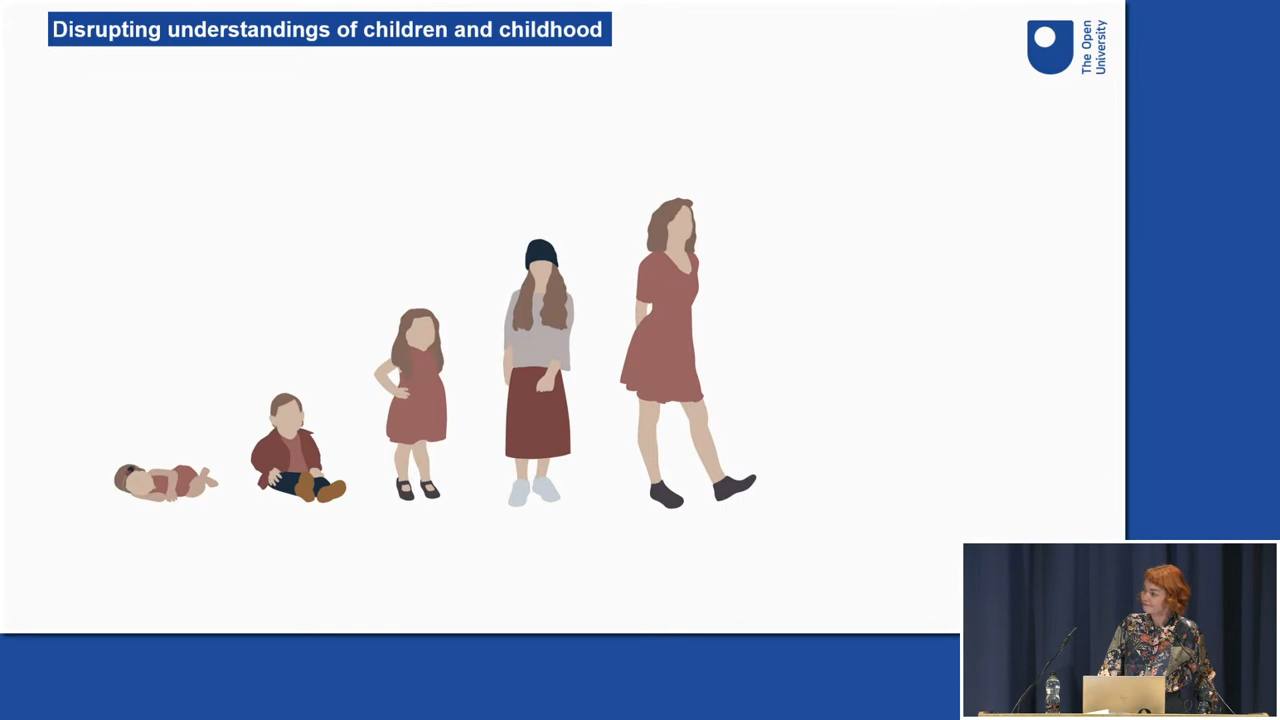 Disrupting understandings of children and childhood
The Open
University